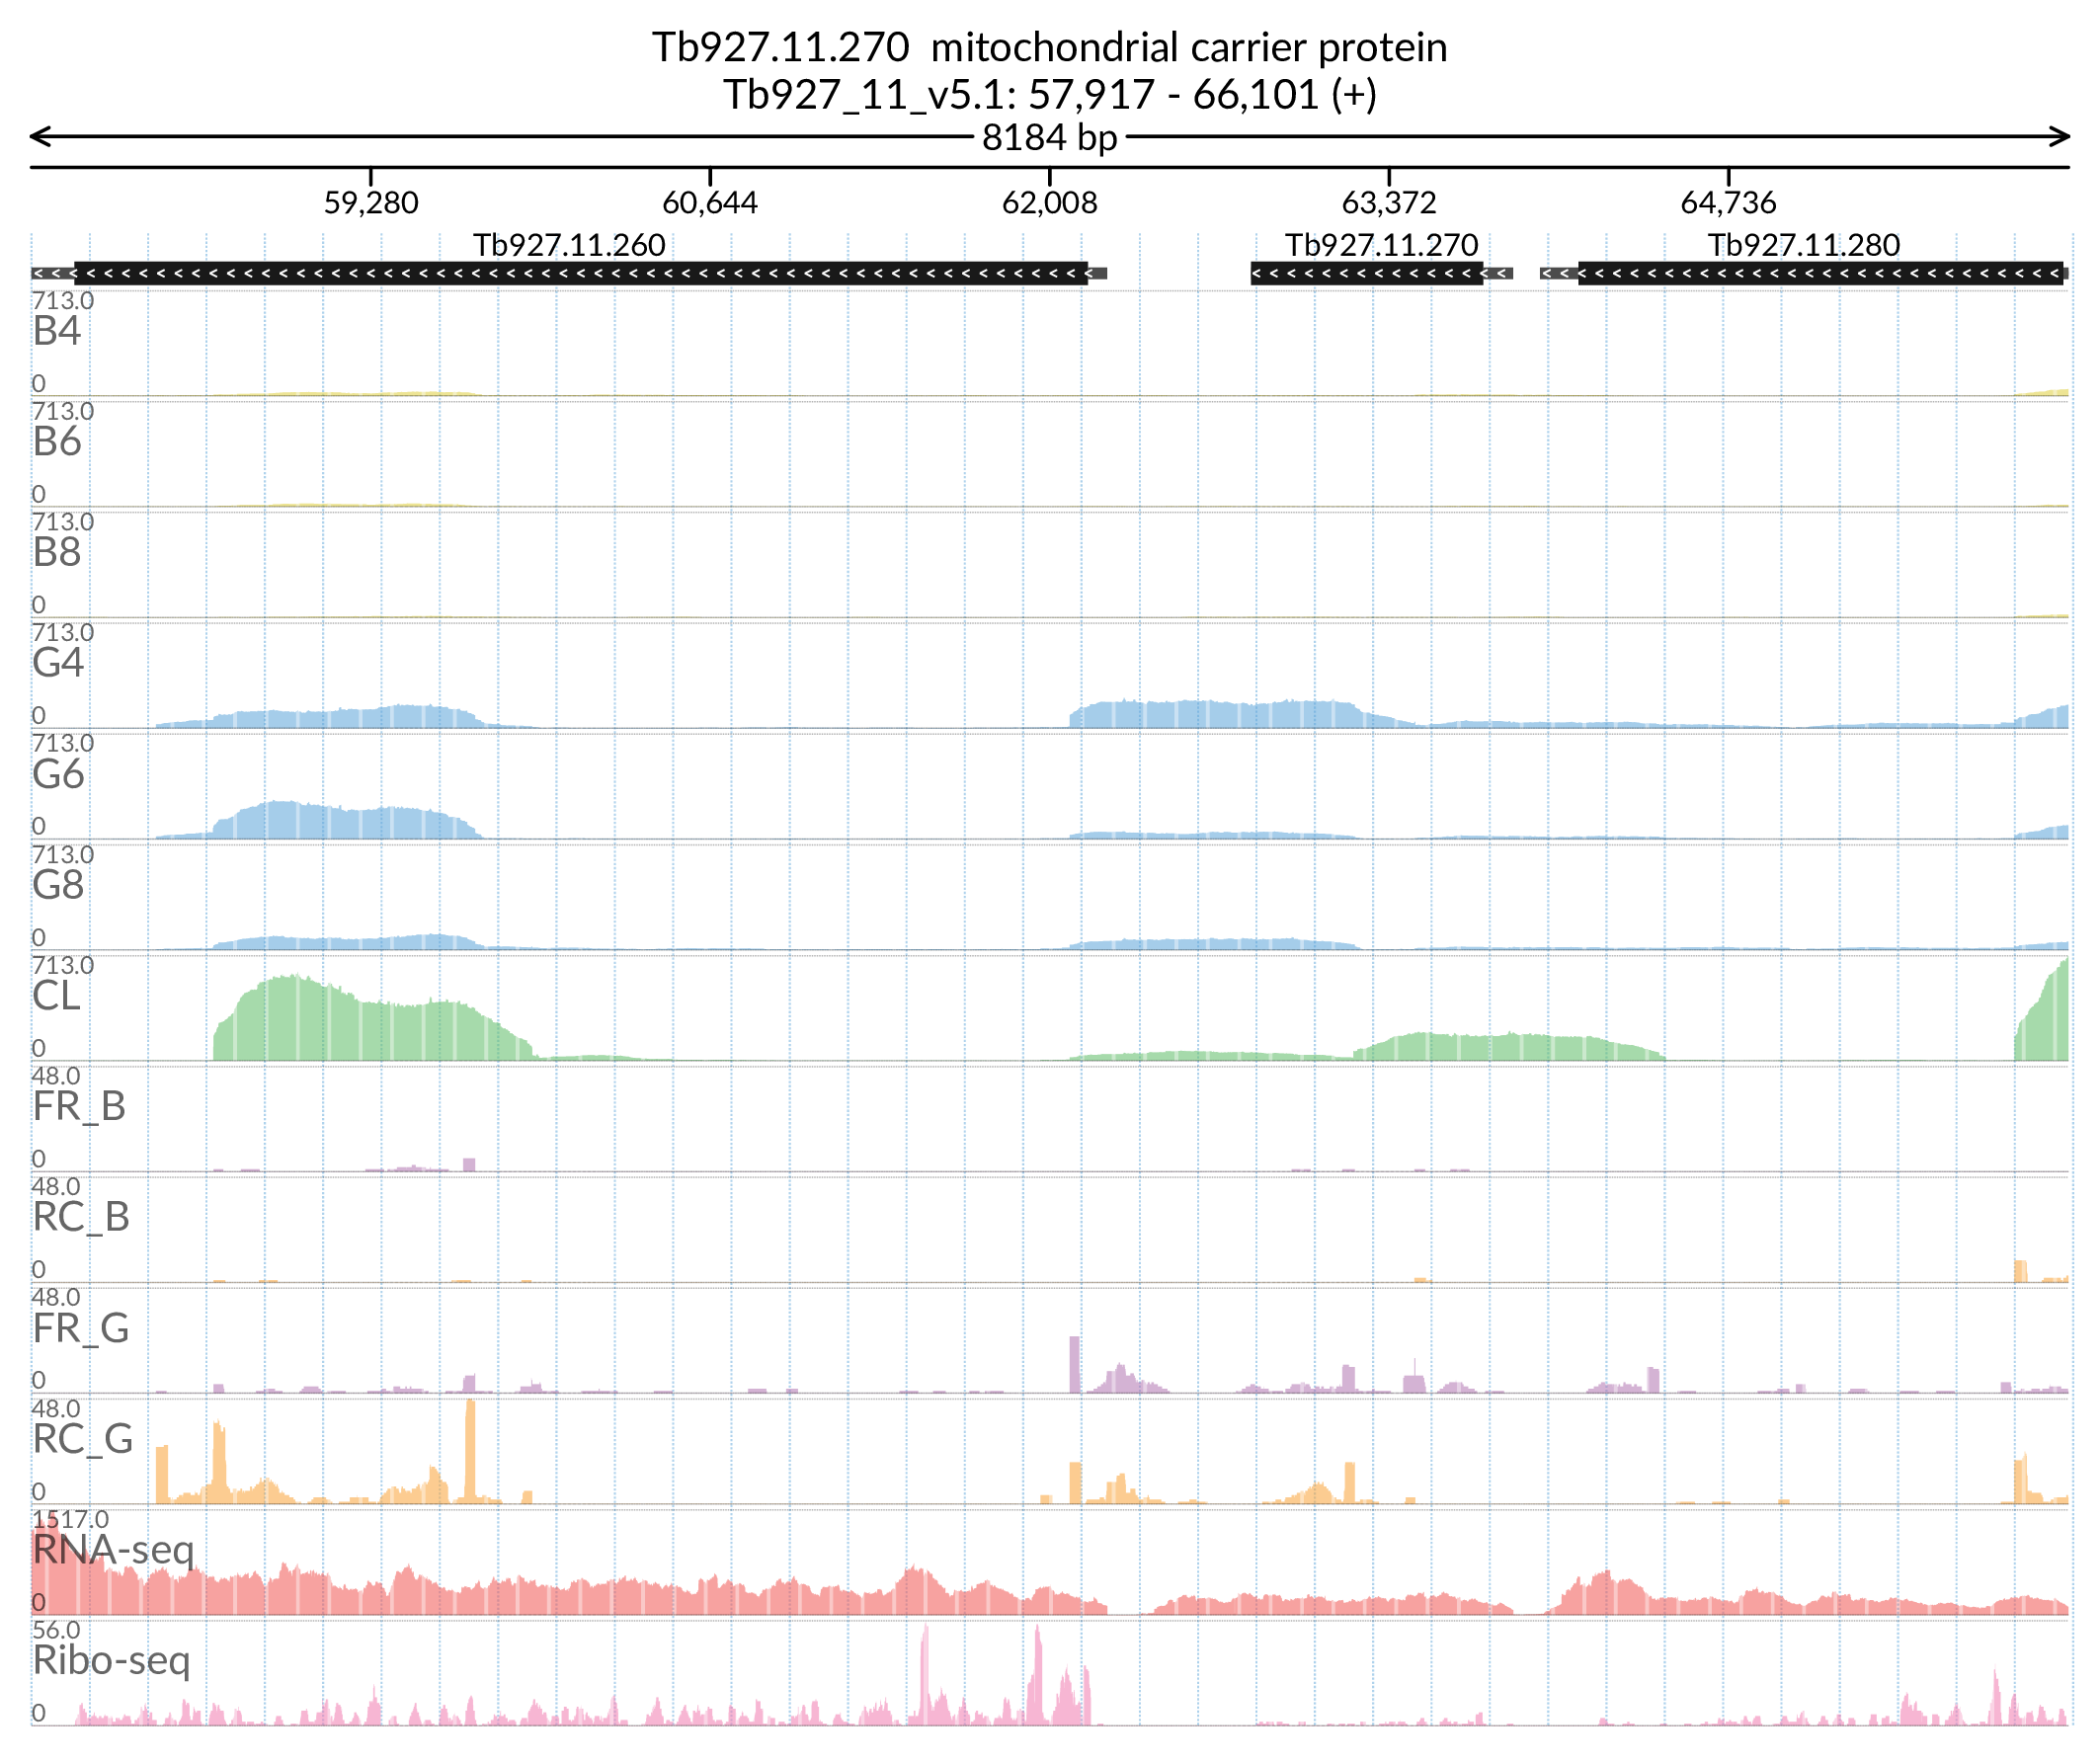 Tb927.11.270  mitochondrial carrier protein
Tb927_11_v5.1: 57,917 - 66,101 (+)
8184 bp
59,280 60,644 62,008 63,372 64,736
Tb927.11.260 Tb927.11.270 Tb927.11.280
713.0
B4
0
713.0
B6
0
713.0
B8
0
713.0
G4
0
713.0
G6
0
713.0
G8
0
713.0
CL
0
48.0
FR_B
0
48.0
RC_B
0
48.0
FR_G
0
48.0
RC_G
0
1517.0
RNA-seq
0
56.0
Ribo-seq
0